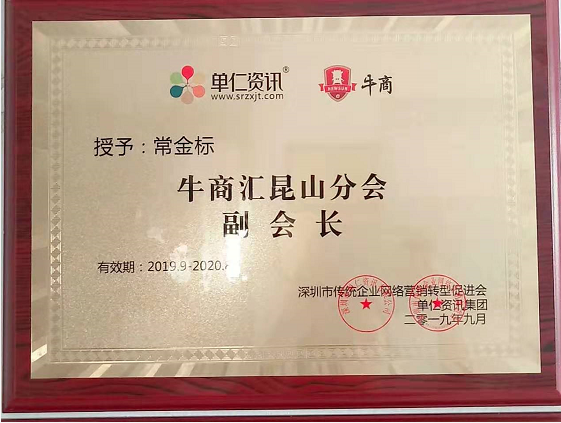 单仁资讯®
www.srzxjt.com
牛商
授予：常金标
牛商汇昆山分会
副会长
有效期：2019.9-2020.
深圳市传统企业网络营销转型促进会
单仁资讯集团
二零一九年九月